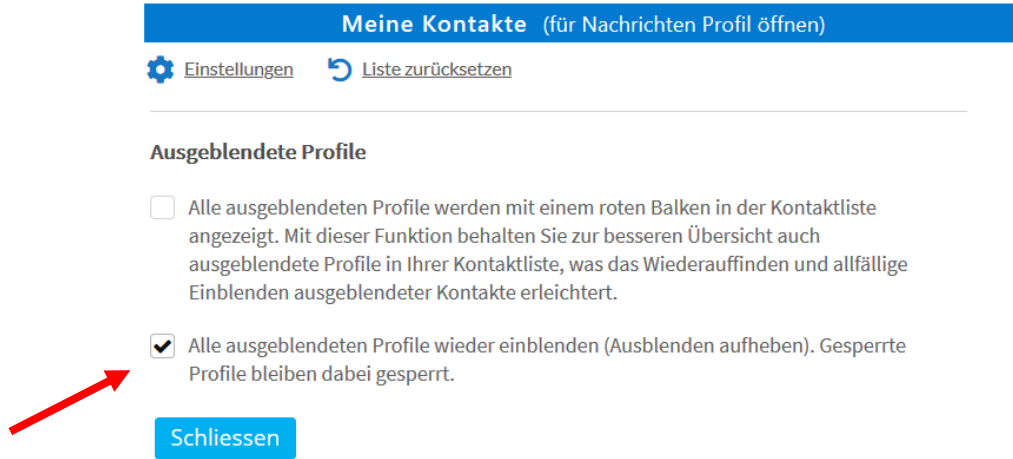 Meine Kontakte (für Nachrichten Profil öffnen)
Einstellungen Liste zurücksetzen
Ausgeblendete Profile
Alle ausgeblendeten Profile werden mit einem roten Balken in der Kontaktliste
angezeigt. Mit dieser Funktion behalten Sie zur besseren Übersicht auch
ausgeblendete Profile in Ihrer Kontaktliste, was das Wiederauffinden und allfällige
Einblenden ausgeblendeter Kontakte erleichtert.
Alle ausgeblendeten Profile wieder einblenden (Ausblenden aufheben). Gesperrte
Profile bleiben dabei gesperrt.
Schliessen